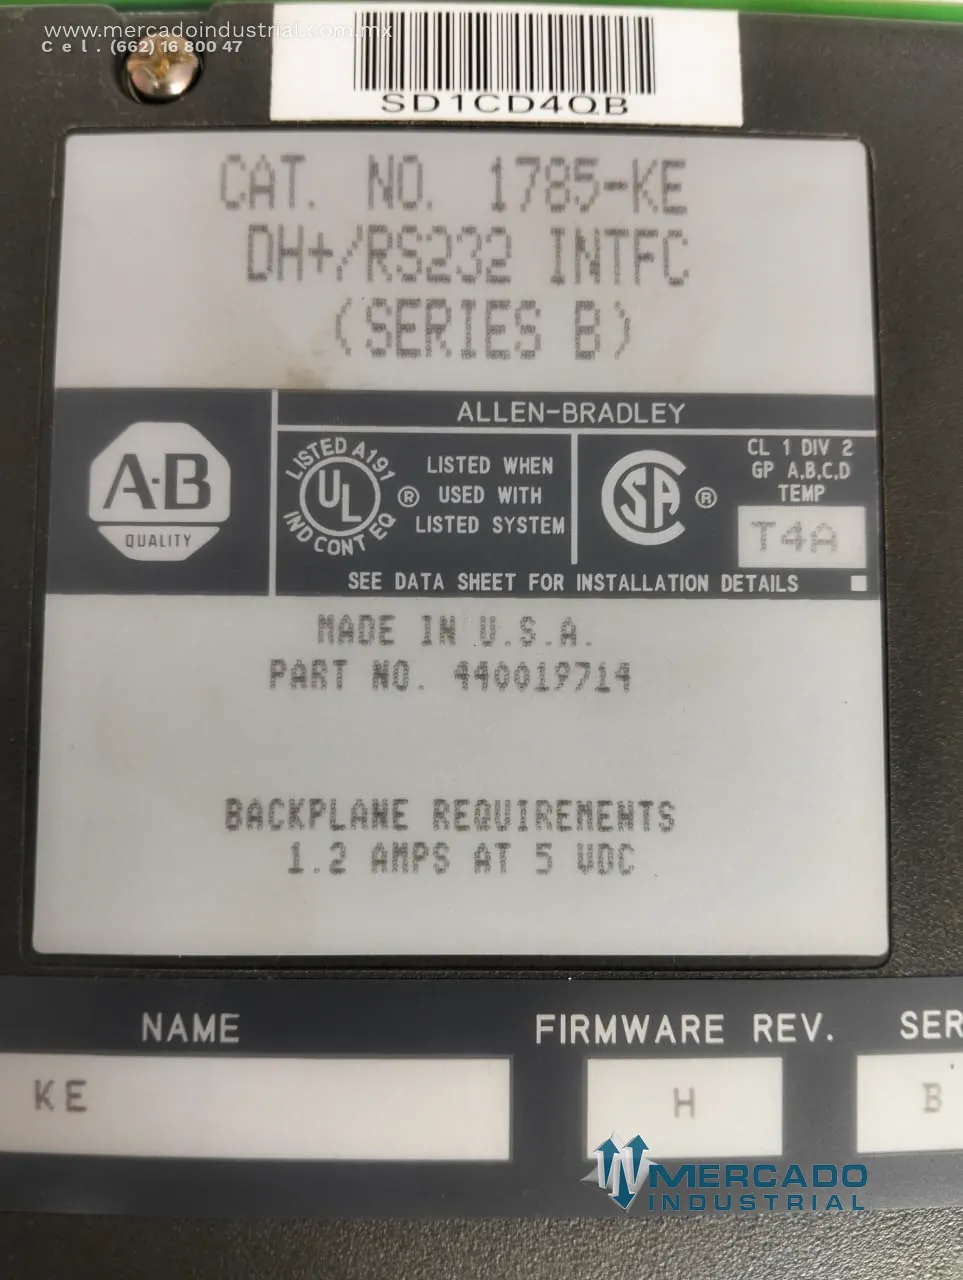 www.mercadoindustrial.com.mx
Cel. (662) 16 800 47
SD1CD4QB
CAT. NO. 1785-KE
DH+/RS232 INTFC
(SERIES B)
ALLEN-BRADLEY
A·B
QUALITY
LISTED A191
UL
IND CONT EQ
®
LISTED WHEN
USED WITH
LISTED SYSTEM
SA
®
CL 1 DIV 2
GP A,B,C,D
TEMP
T4A
SEE DATA SHEET FOR INSTALLATION DETAILS
MADE IN U.S.A.
PART NO. 440019714
BACKPLANE REQUIREMENTS
1.2 AMPS AT 5 VDC
NAME
FIRMWARE REV.
SER
KE
H
B
MERCADO
INDUSTRIAL